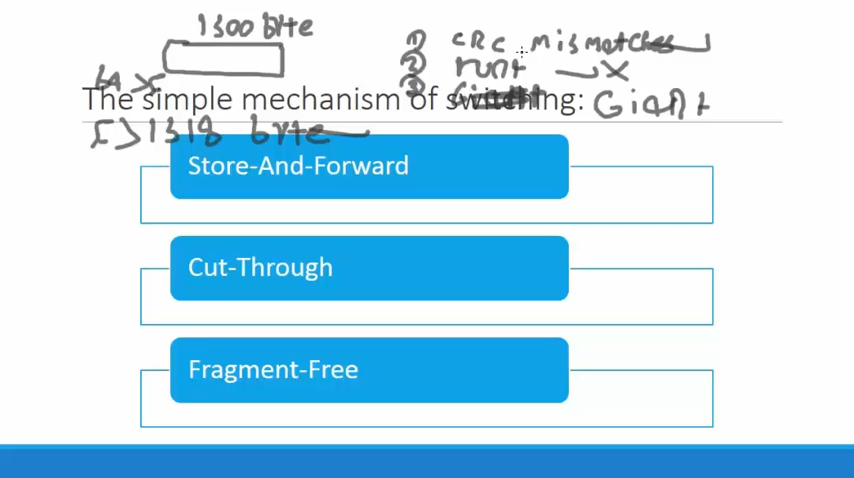 1300 byte
① CRC mismatches
② runt X
③
64
The simple mechanism of switching: Giant
>1318 byte
Store-And-Forward
Cut-Through
Fragment-Free